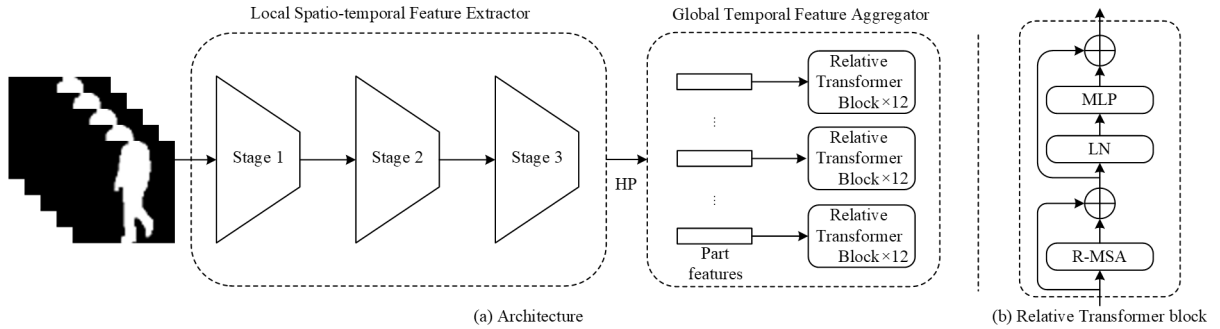 Local Spatio-temporal Feature Extractor
Global Temporal Feature Aggregator
Stage 1
Stage 2
Stage 3
HP
Relative
Transformer
Block×12
⋮
Relative
Transformer
Block×12
⋮
Relative
Transformer
Block×12
Part
features
(a) Architecture
MLP
LN
R-MSA
(b) Relative Transformer block